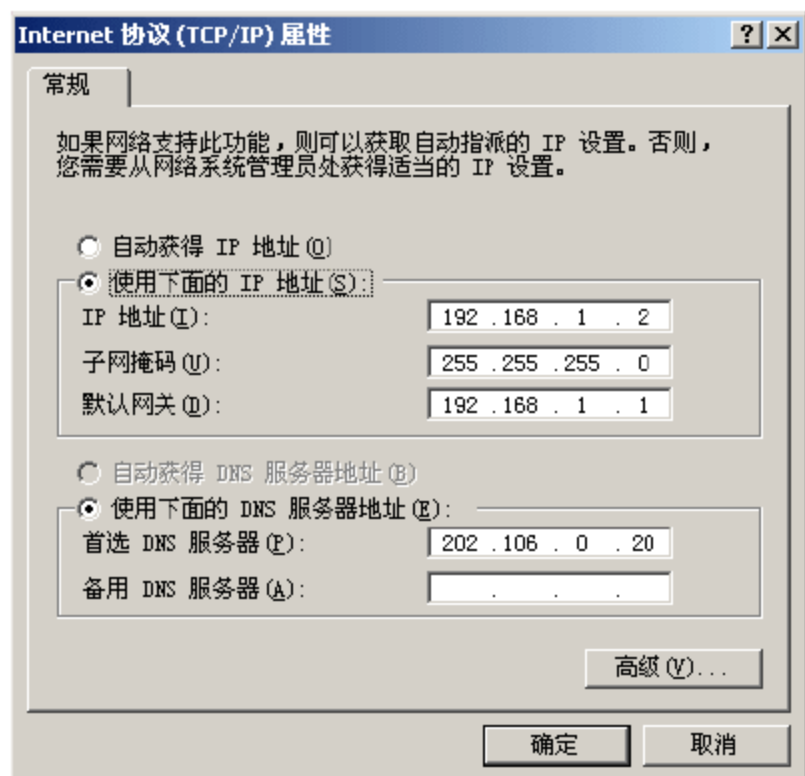 Internet 协议 (TCP/IP) 属性
常规
如果网络支持此功能，则可以获取自动指派的 IP 设置。否则，
您需要从网络系统管理员处获得适当的 IP 设置。
自动获得 IP 地址(O)
使用下面的 IP 地址(S):
IP 地址(I): 192 .168 . 1 . 2
子网掩码(U): 255 .255 .255 . 0
默认网关(D): 192 .168 . 1 . 1
自动获得 DNS 服务器地址(B)
使用下面的 DNS 服务器地址(E):
首选 DNS 服务器(P): 202 .106 . 0 . 20
备用 DNS 服务器(A): . . .
高级(V)...
确定 取消